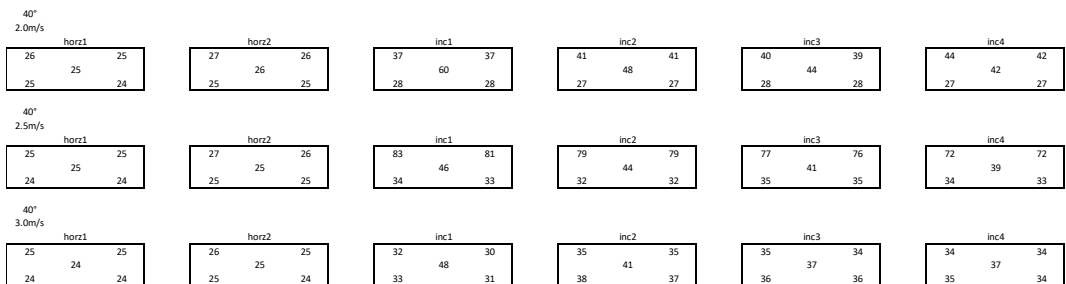 40°
2.0m/s
horz1 horz2 inc1 inc2 inc3 inc4
26 25 27 26 37 37 41 41 40 39 44 42
25 26 60 48 44 42
25 24 25 25 28 28 27 27 28 28 27 27
40°
2.5m/s
horz1 horz2 inc1 inc2 inc3 inc4
25 25 27 26 83 81 79 79 77 76 72 72
25 25 46 44 41 39
24 24 25 25 34 33 32 32 35 35 34 33
40°
3.0m/s
horz1 horz2 inc1 inc2 inc3 inc4
25 25 26 25 32 30 35 35 35 34 34 34
24 25 48 41 37 37
24 24 25 24 33 31 38 37 36 36 35 34